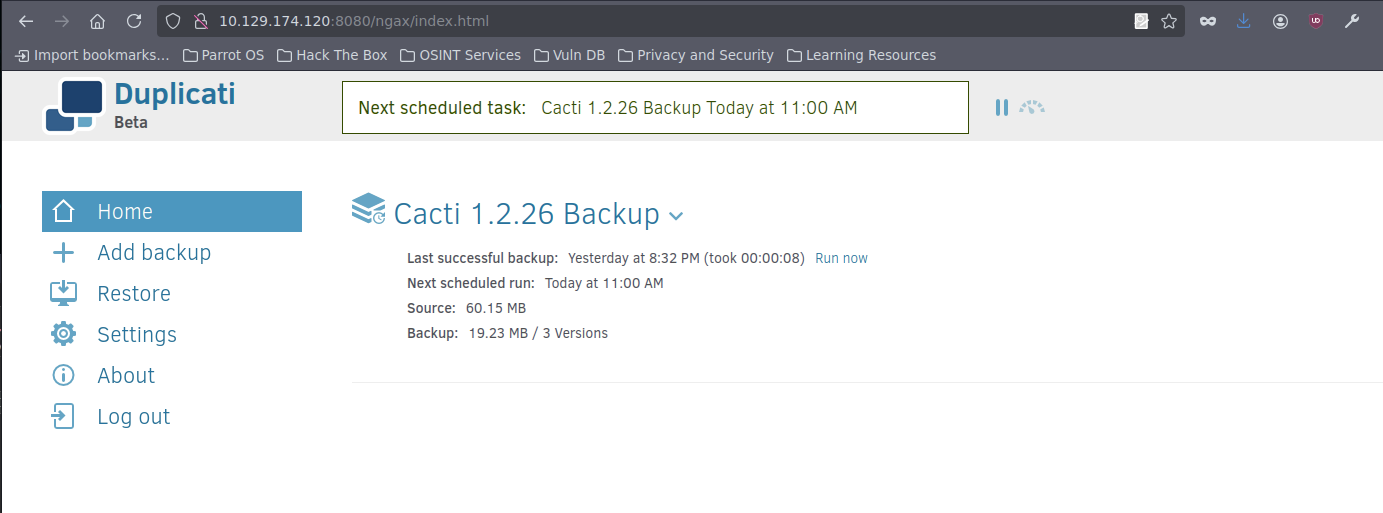 10.129.174.120:8080/ngax/index.html
Import bookmarks... Parrot OS Hack The Box OSINT Services Vuln DB Privacy and Security Learning Resources
Duplicati
Beta
Next scheduled task: Cacti 1.2.26 Backup Today at 11:00 AM
Home
Add backup
Restore
Settings
About
Log out
Cacti 1.2.26 Backup
Last successful backup: Yesterday at 8:32 PM (took 00:00:08) Run now
Next scheduled run: Today at 11:00 AM
Source: 60.15 MB
Backup: 19.23 MB / 3 Versions